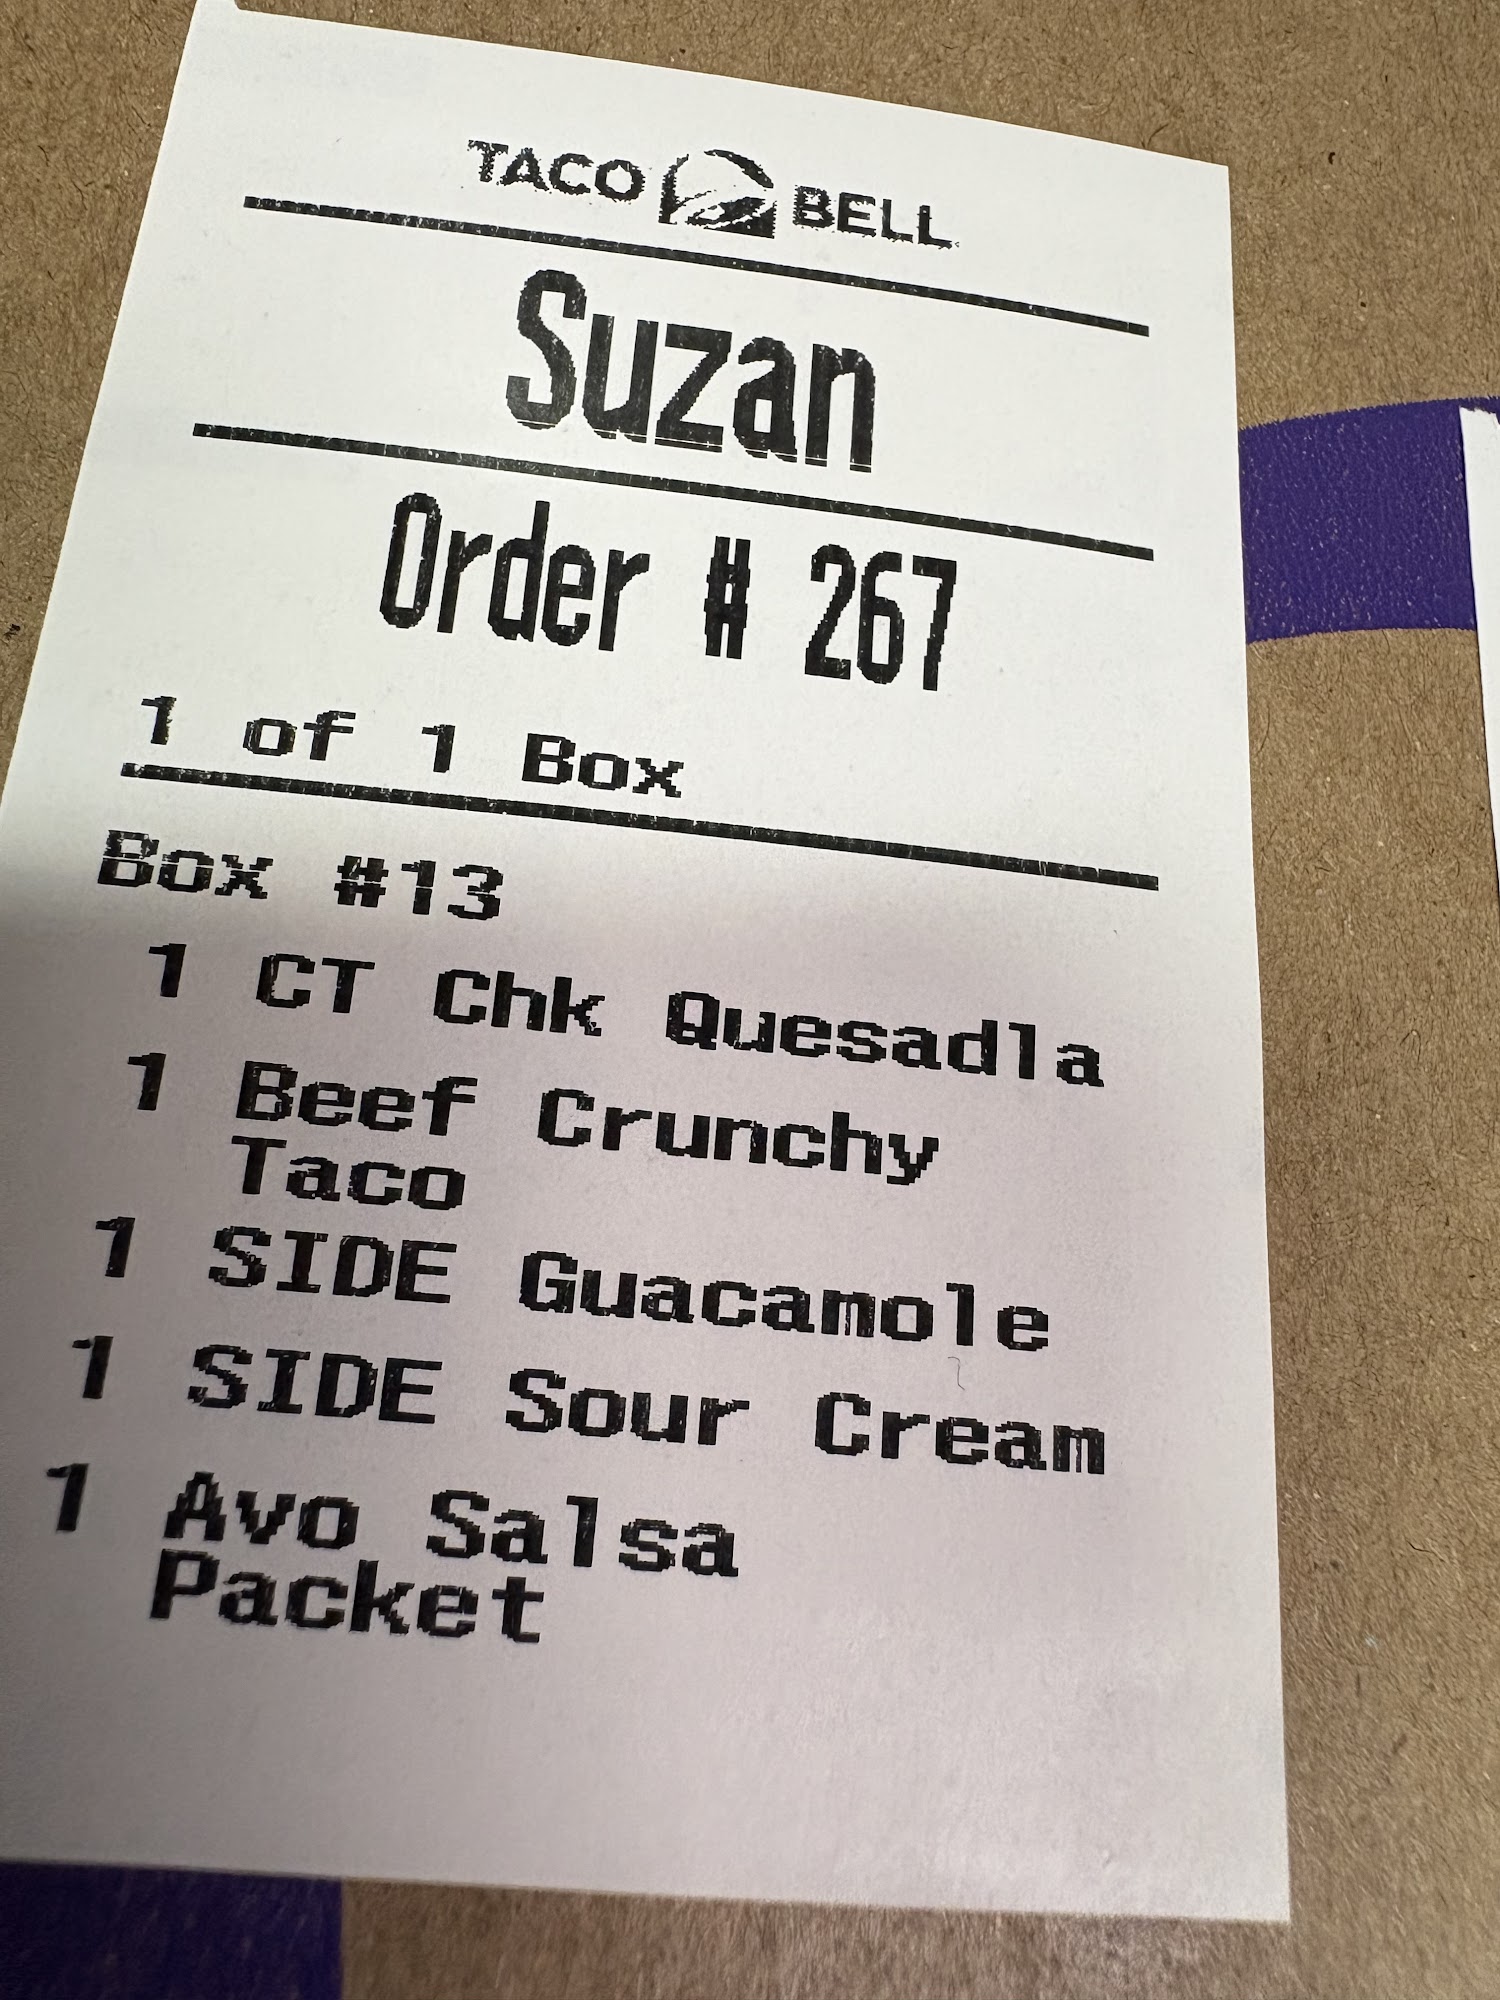 TACO BELL
Suzan
Order # 267
1 of 1 Box
Box #13
1 CT Chk Quesadla
1 Beef Crunchy
Taco
1 SIDE Guacamole
1 SIDE Sour Cream
1 Avo Salsa
Packet